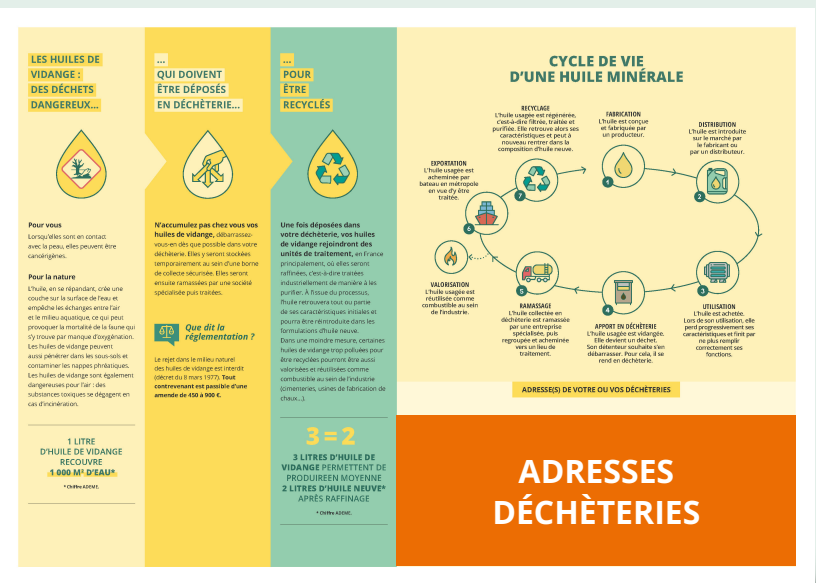 LES HUILES DE
VIDANGE :
DES DÉCHETS
DANGEREUX...
Pour vous
Lorsqu'elles sont en contact
avec la peau, elles peuvent être
cancérigènes.
Pour la nature
L'huile, en se répandant, crée une
couche sur la surface de l'eau et
empêche les échanges entre l'air
et le milieu aquatique, ce qui peut
provoquer la mortalité de la faune qui
s'y trouve par manque d'oxygénation.
Les huiles de vidange peuvent
aussi pénétrer dans les sous-sols et
contaminer les nappes phréatiques.
Les huiles de vidange sont également
dangereuses pour l'air : des
substances toxiques se dégagent en
cas d'incinération.
1 LITRE
D'HUILE DE VIDANGE
RECOUVRE
1 000 M² D'EAU*
* Chiffre ADEME.
...
QUI DOIVENT
ÊTRE DÉPOSÉS
EN DÉCHÈTERIE...
N'accumulez pas chez vous vos
huiles de vidange, débarrassez-
vous-en dès que possible dans votre
déchèterie. Elles y seront stockées
temporairement au sein d'une borne
de collecte sécurisée. Elles seront
ensuite ramassées par une société
spécialisée puis traitées.
Que dit la
réglementation ?
Le rejet dans le milieu naturel
des huiles de vidange est interdit
(décret du 8 mars 1977). Tout
contrevenant est passible d'une
amende de 450 à 900 €.
...
POUR
ÊTRE
RECYCLÉS
Une fois déposées dans
votre déchèterie, vos huiles
de vidange rejoindront des
unités de traitement, en France
principalement, où elles seront
raffinées, c'est-à-dire traitées
industriellement de manière à les
purifier. À l'issue du processus,
l'huile retrouvera tout ou partie
de ses caractéristiques initiales et
pourra être réintroduite dans les
formulations d'huile neuve.
Dans une moindre mesure, certaines
huiles de vidange trop polluées pour
être recyclées pourront être aussi
valorisées et réutilisées comme
combustible au sein de l'industrie
(cimenteries, usines de fabrication de
chaux...).
3=2
3 LITRES D'HUILE DE
VIDANGE PERMETTENT DE
PRODUIREEN MOYENNE
2 LITRES D'HUILE NEUVE*
APRÈS RAFFINAGE
* Chiffre ADEME.
CYCLE DE VIE
D'UNE HUILE MINÉRALE
FABRICATION
L'huile est conçue
et fabriquée par
un producteur.
1
DISTRIBUTION
L'huile est introduite
sur le marché par
le fabricant ou
par un distributeur.
2
UTILISATION
L'huile est achetée.
Lors de son utilisation, elle
perd progressivement ses
caractéristiques et finit par
ne plus remplir
correctement ses
fonctions.
3
APPORT EN DÉCHÈTERIE
L'huile usagée est vidangée.
Elle devient un déchet.
Son détenteur souhaite s'en
débarrasser. Pour cela, il se
rend en déchèterie.
4
RAMASSAGE
L'huile collectée en
déchèterie est ramassée
par une entreprise
spécialisée, puis
regroupée et acheminée
vers un lieu de
traitement.
5
EXPORTATION
L'huile usagée est
acheminée par
bateau en métropole
en vue d'y être
traitée.
6
VALORISATION
L'huile usagée est
réutilisée comme
combustible au sein
de l'industrie.
RECYCLAGE
L'huile usagée est régénérée,
c'est-à-dire filtrée, traitée et
purifiée. Elle retrouve alors ses
caractéristiques et peut à
nouveau rentrer dans la
composition d'huile neuve.
7
ADRESSE(S) DE VOTRE OU VOS DÉCHÈTERIES
ADRESSES
DÉCHÈTERIES